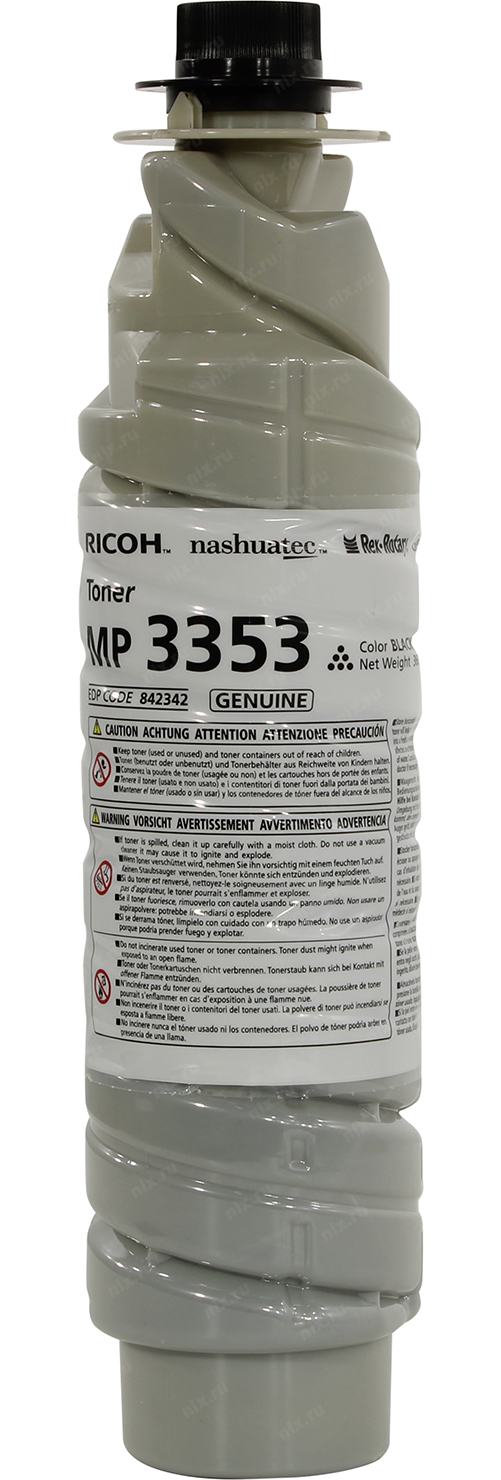 RICOH™ nashuatec™ Rex-Rotary
Toner
MP 3353
Color BLACK
Net Weight
EDP CODE 842342 GENUINE
CAUTION ACHTUNG ATTENTION ATTENZIONE PRECAUCIÓN
■Keep toner (used or unused) and toner containers out of reach of children.
■Toner (benutzt oder unbenutzt) und Tonerbehälter aus Reichweite von Kindern halten.
■Conservez la poudre de toner (usagée ou non) et les cartouches hors de portée des enfants.
■Tenere il toner (usato e non usato) e i contenitori di toner fuori dalla portata dei bambini.
■Mantener el toner (usado o sin usar) y los contenedores de tóner fuera del alcance de los niños.
WARNING VORSICHT AVERTISSEMENT AVVERTIMENTO ADVERTENCIA
■If toner is spilled, clean it up carefully with a moist cloth. Do not use a vacuum
cleaner it may cause it to ignite and explode.
■Wenn Toner verschüttet wird, nehmen Sie ihn vorsichtig mit einem feuchten Tuch auf.
Keinen Staubsauger verwenden, Toner könnte sich entzünden und explodieren.
■Si du toner est renversé, nettoyez-le soigneusement avec un linge humide. N'utilisez
pas d'aspirateur, le toner pourrait s'enflammer et exploser.
■Se il toner fuoriesce, rimuoverlo con cautela usando un panno umido. Non usare un
aspirapolvere: potrebbe incendiarsi o esplodere.
■Si se derrama tóner, límpielo con cuidado con un trapo húmedo. No use un aspirador
porque podría prender fuego y explotar.
■Do not incinerate used toner or toner containers. Toner dust might ignite when
exposed to an open flame.
■Toner oder Tonerkartuschen nicht verbrennen. Tonerstaub kann sich bei Kontakt mit
offener Flamme entzünden.
■N'incinérez pas du toner ou des cartouches de toner usagées. La poussière de toner
pourrait s'enflammer en cas d'exposition à une flamme nue.
■Non incenerire il toner o i contenitori del toner usati. La polvere di toner può incendiarsi se
esposta a fiamme libere.
■No incinere nunca el tóner usado ni los contenedores. El polvo de tóner podría arder en
presencia de una llama.
nix.ru